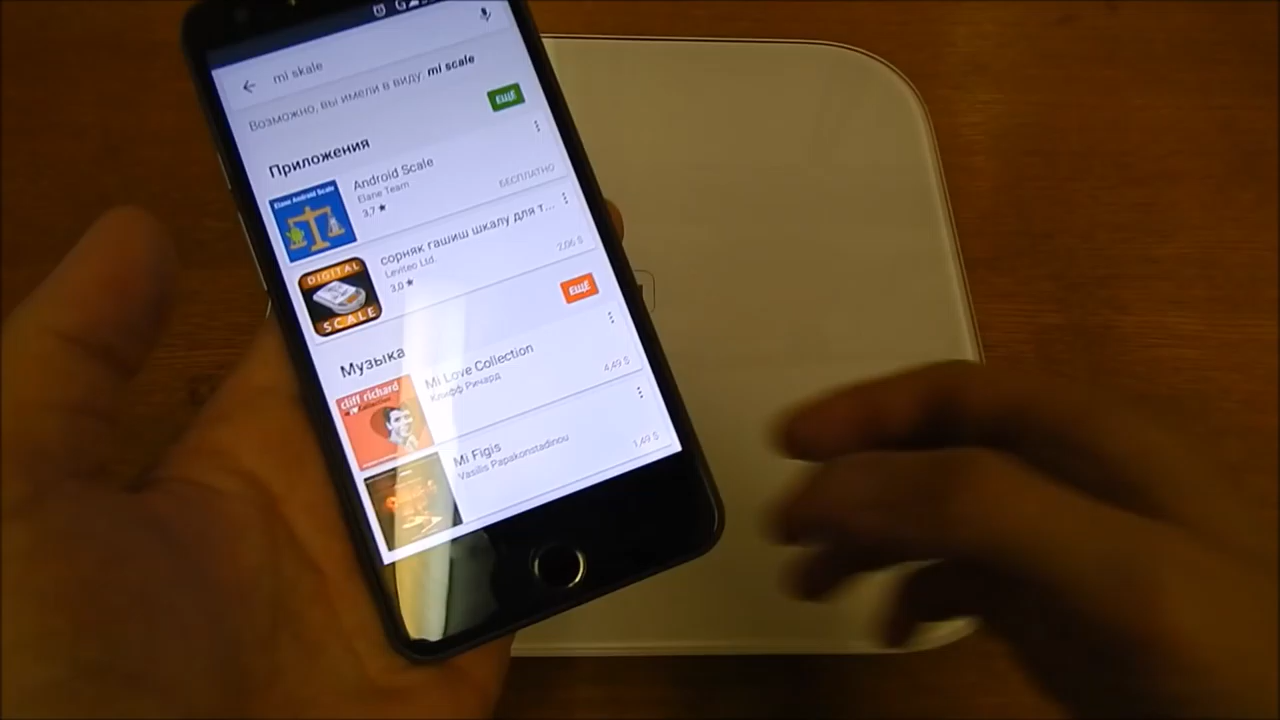 mi skale
Возможно, вы имели в виду: mi scale
ЕЩЁ
Приложения
Elane Android Scale
Android Scale
Elane Team
3,7 ★
БЕСПЛАТНО
DIGITAL
SCALE
сорняк гашиш шкалу для т...
Leviteo Ltd.
3,0 ★
2,06 $
ЕЩЁ
Музыка
cliff richard
Mi Love Collection
Клифф Ричард
4,49 $
Mi Figis
Vasilis Papakonstadinou
1,49 $